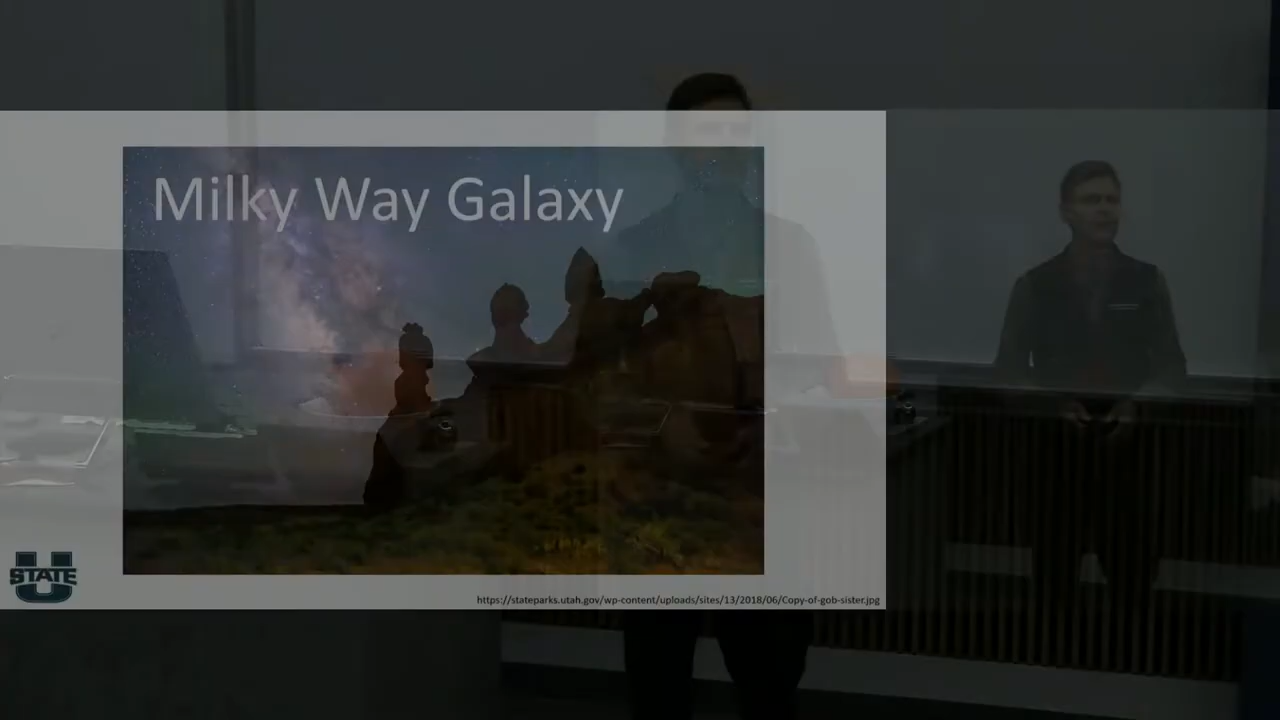 Milky Way Galaxy
STATE
https://stateparks.utah.gov/wp-content/uploads/sites/13/2018/06/Copy-of-gob-sister.jpg